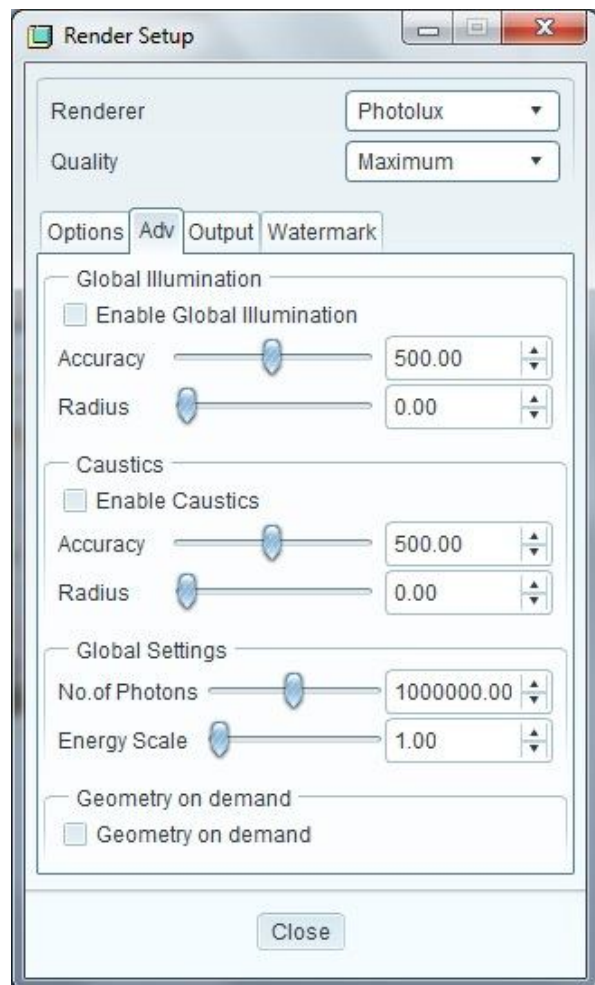 Render Setup
Renderer Photolux
Quality Maximum
Options Adv Output Watermark
Global Illumination
Enable Global Illumination
Accuracy 500.00
Radius 0.00
Caustics
Enable Caustics
Accuracy 500.00
Radius 0.00
Global Settings
No.of Photons 1000000.00
Energy Scale 1.00
Geometry on demand
Geometry on demand
Close